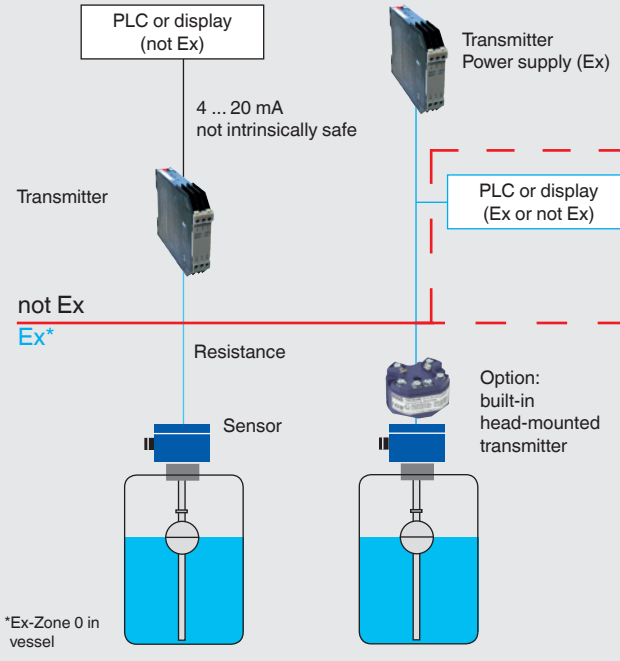 PLC or display
(not Ex)
Transmitter
Power supply (Ex)
4 ... 20 mA
not intrinsically safe
Transmitter
PLC or display
(Ex or not Ex)
not Ex
Ex*
Resistance
Option:
built-in
head-mounted
transmitter
Sensor
*Ex-Zone 0 in
vessel